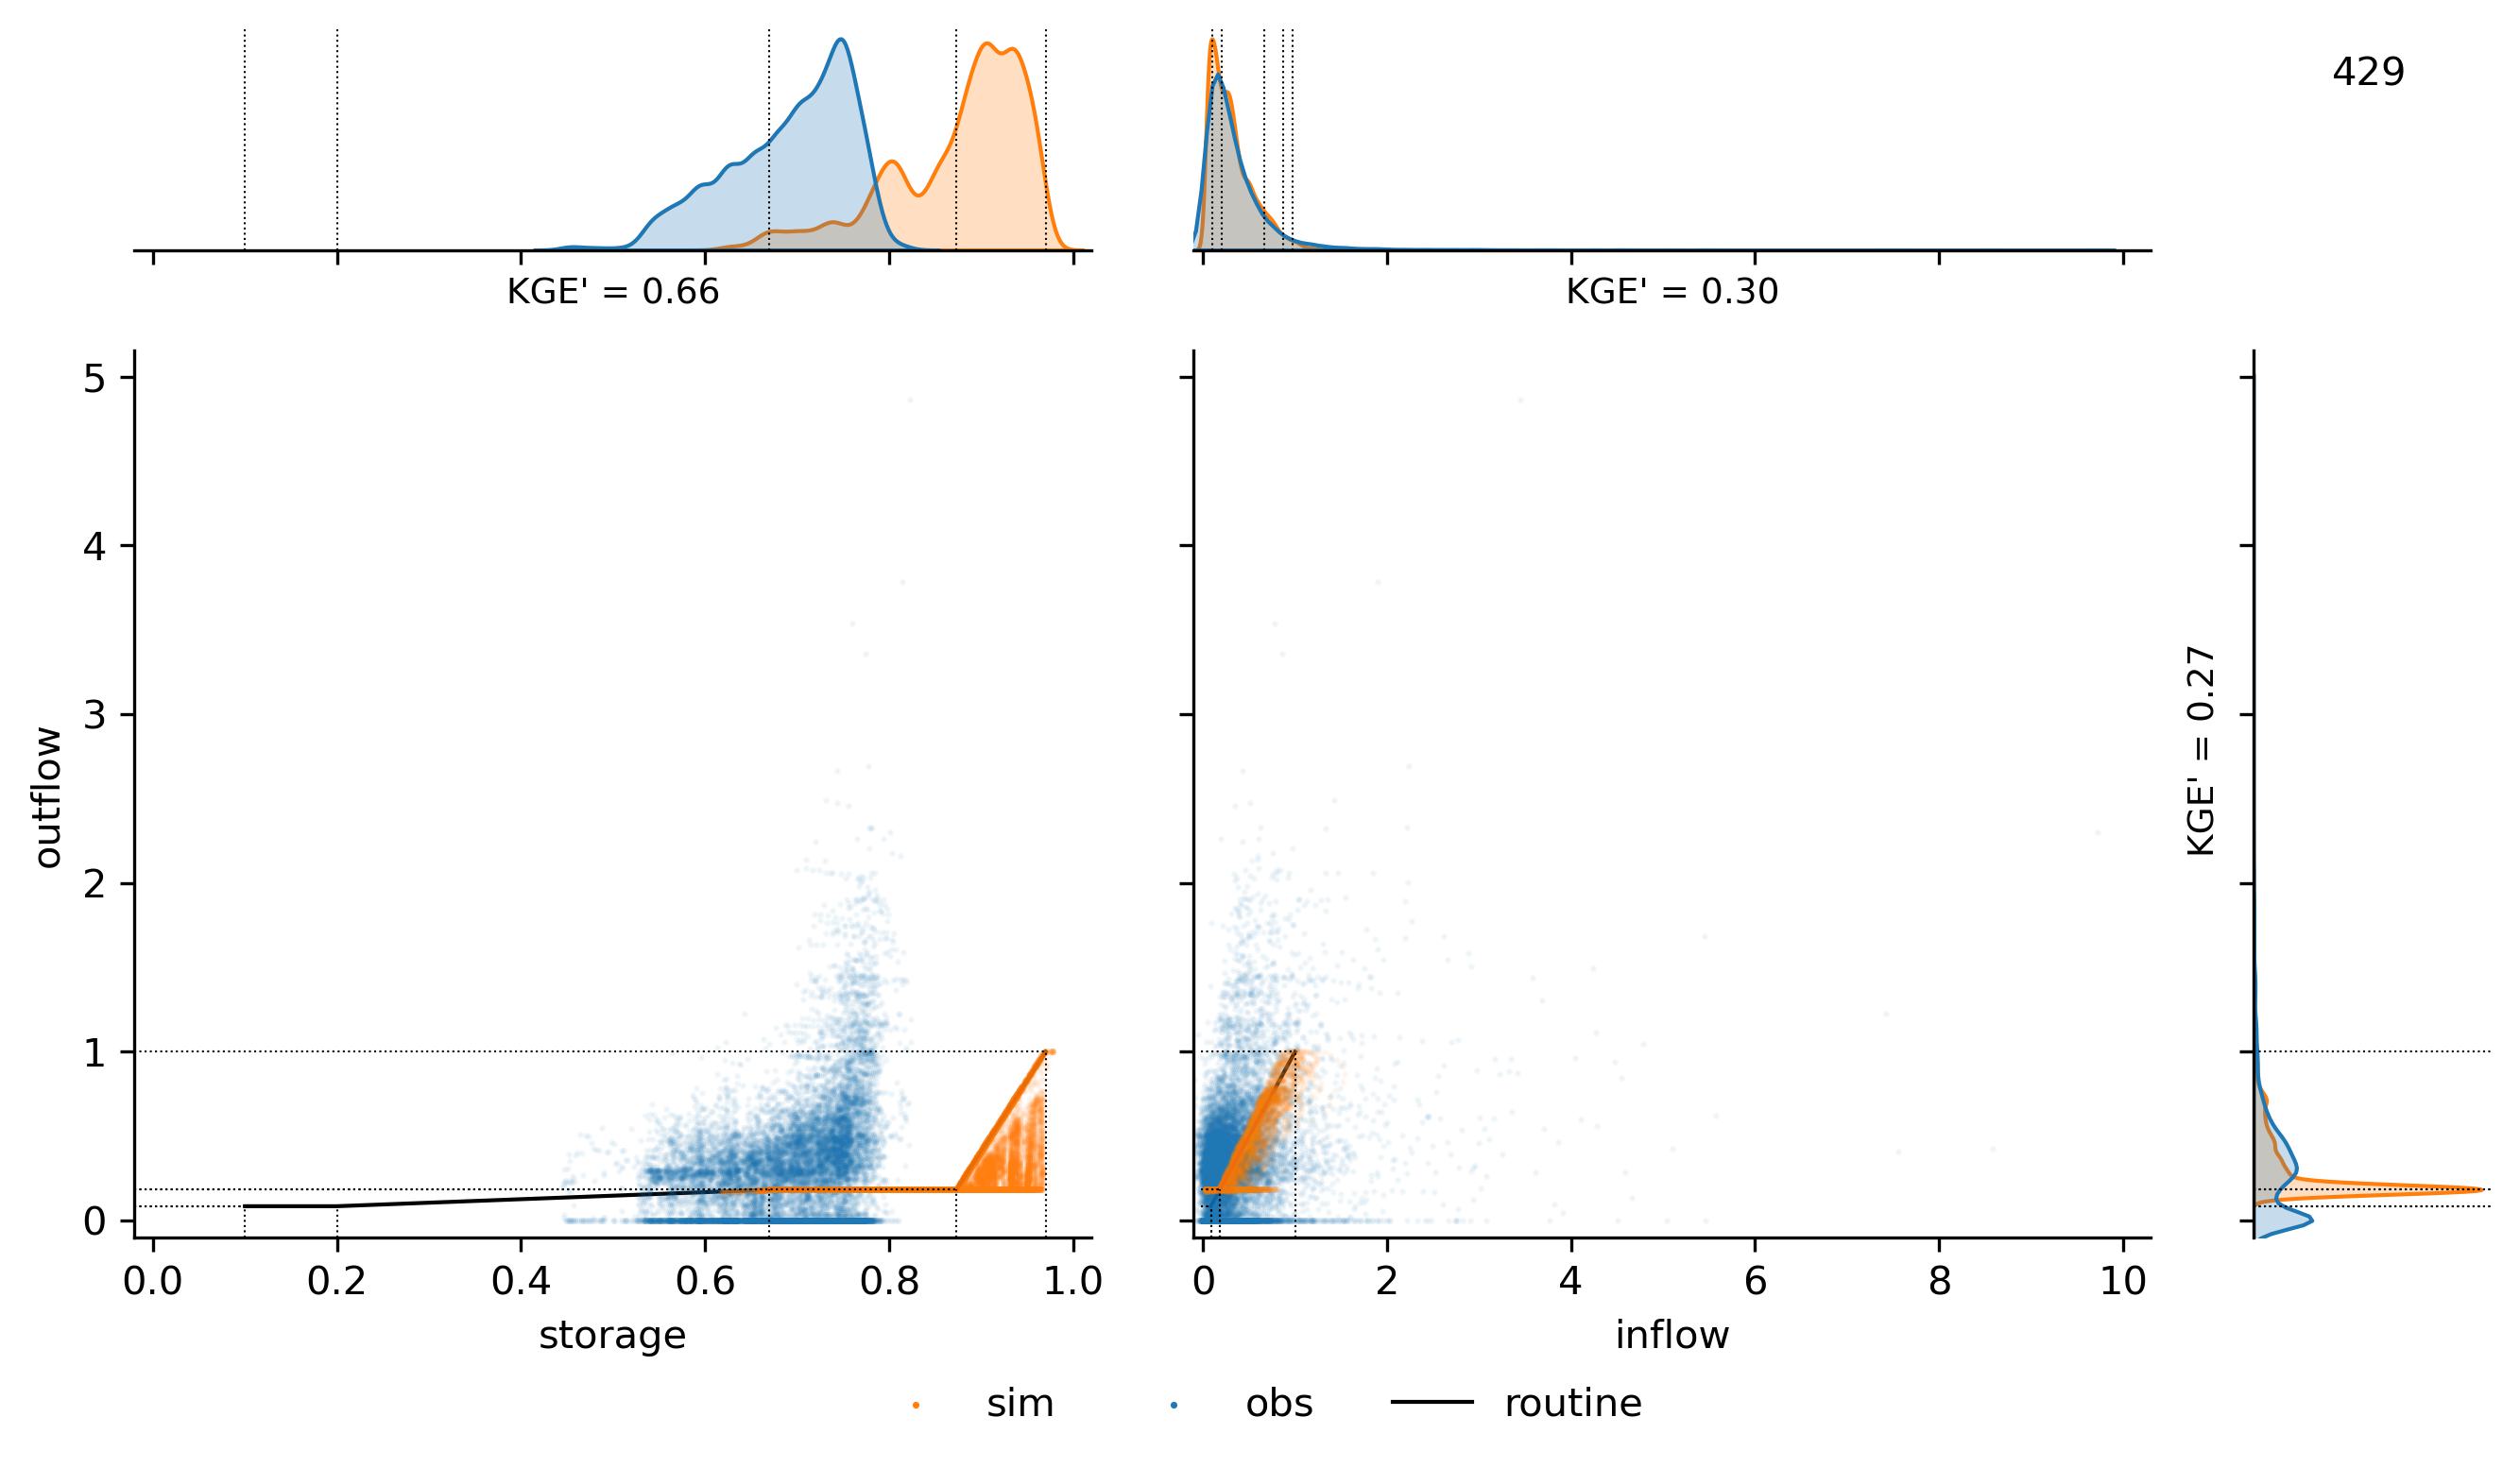 429
KGE' = 0.66
KGE' = 0.30
5
4
3
2
1
0
outflow
KGE' = 0.27
0.0 0.2 0.4 0.6 0.8 1.0
0 2 4 6 8 10
storage
inflow
sim obs routine